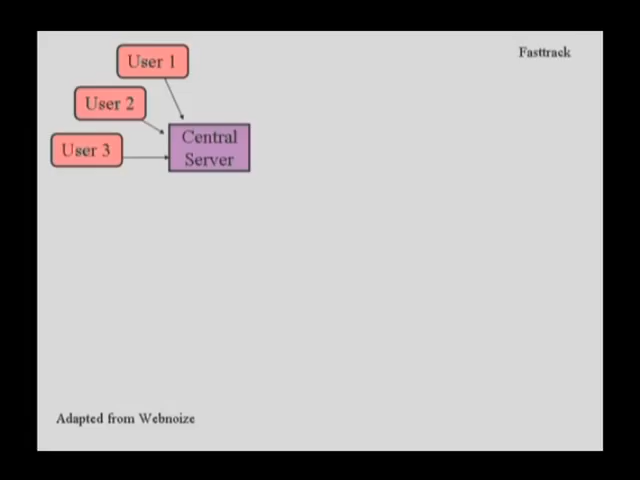 Fasttrack
User 1
User 2
User 3
Central
Server
Adapted from Webnoize